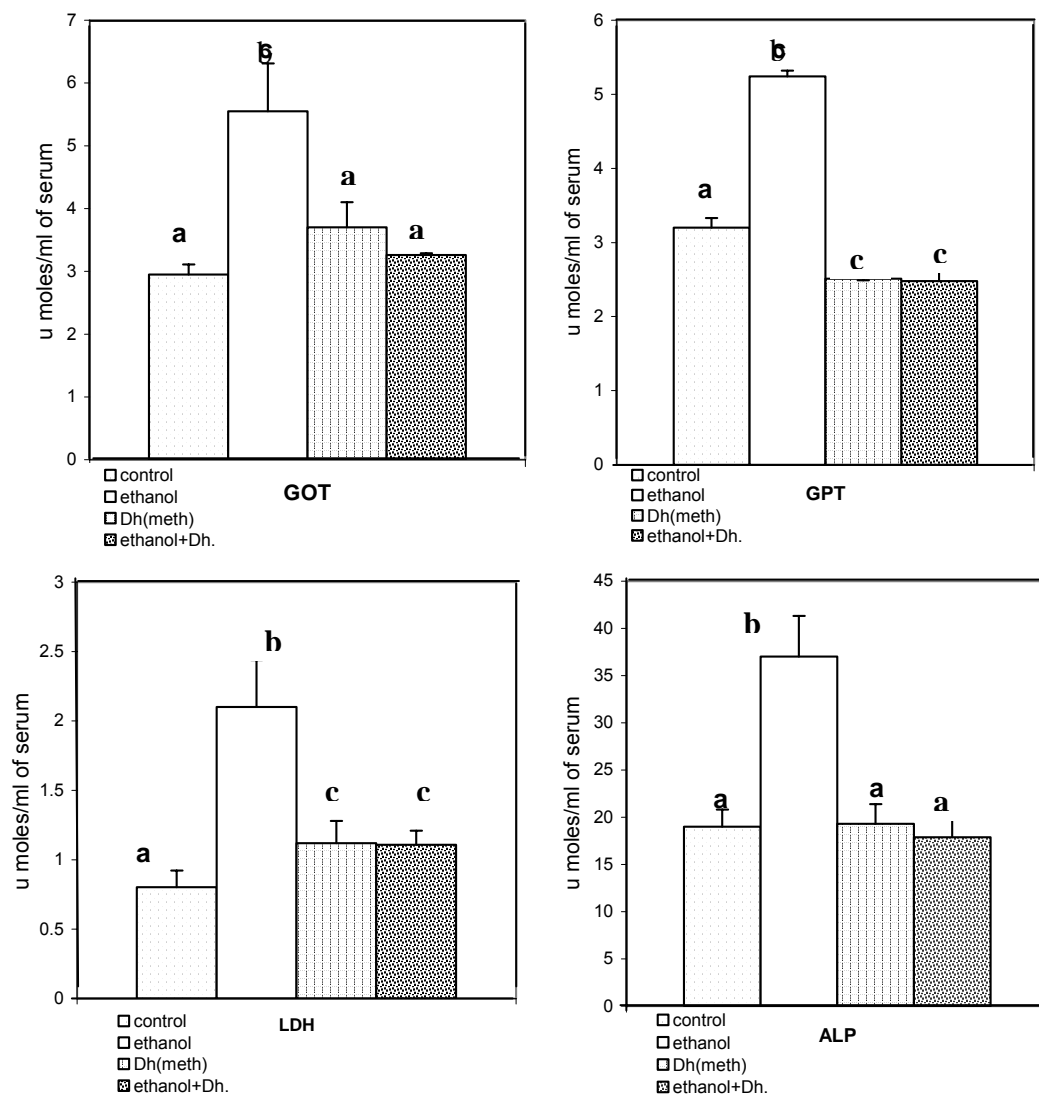 7
6
5
4
3
2
1
0
u moles/ml of serum
a
b
a
a
control
ethanol
Dh(meth)
ethanol+Dh.
GOT
6
5
4
3
2
1
0
u moles/ml of serum
a
b
c
c
control
ethanol
Dh(meth)
ethanol+Dh.
GPT
3
2.5
2
1.5
1
0.5
0
u moles/ml of serum
a
b
c
c
control
ethanol
Dh(meth)
ethanol+Dh.
LDH
45
40
35
30
25
20
15
10
5
0
u moles/ml of serum
a
b
a
a
control
ethanol
Dh(meth)
ethanol+Dh.
ALP